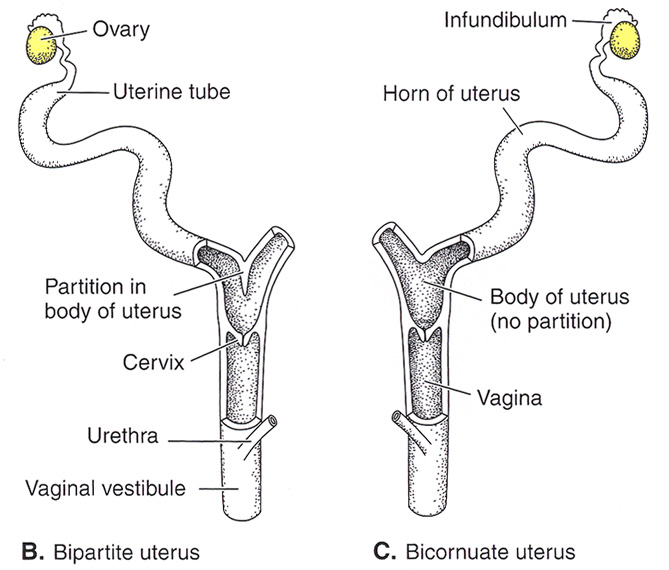 Ovary
Infundibulum
Uterine tube
Horn of uterus
Partition in
body of uterus
Body of uterus
(no partition)
Cervix
Vagina
Urethra
Vaginal vestibule
B. Bipartite uterus
C. Bicornuate uterus